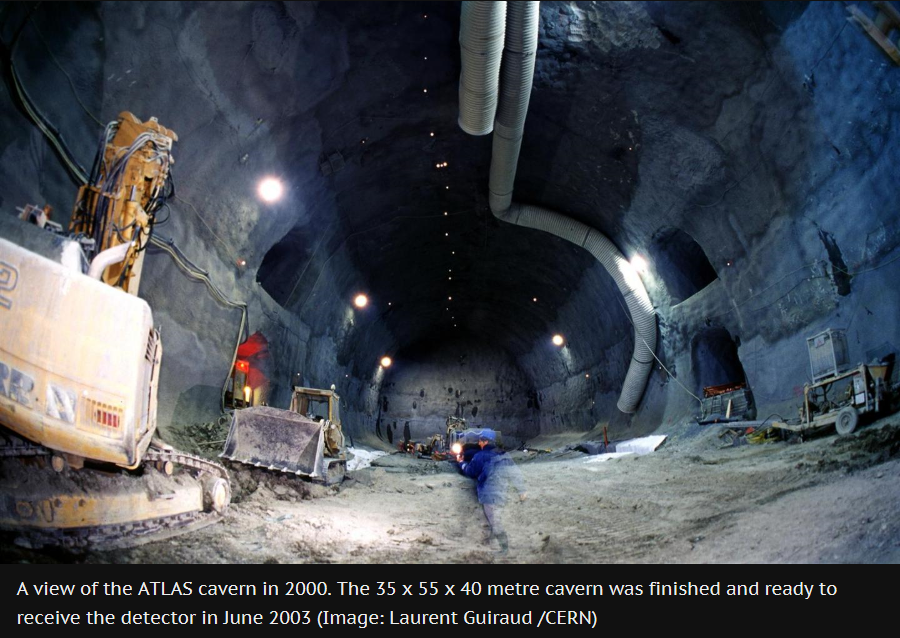 A view of the ATLAS cavern in 2000. The 35 x 55 x 40 metre cavern was finished and ready to
receive the detector in June 2003 (Image: Laurent Guiraud /CERN)